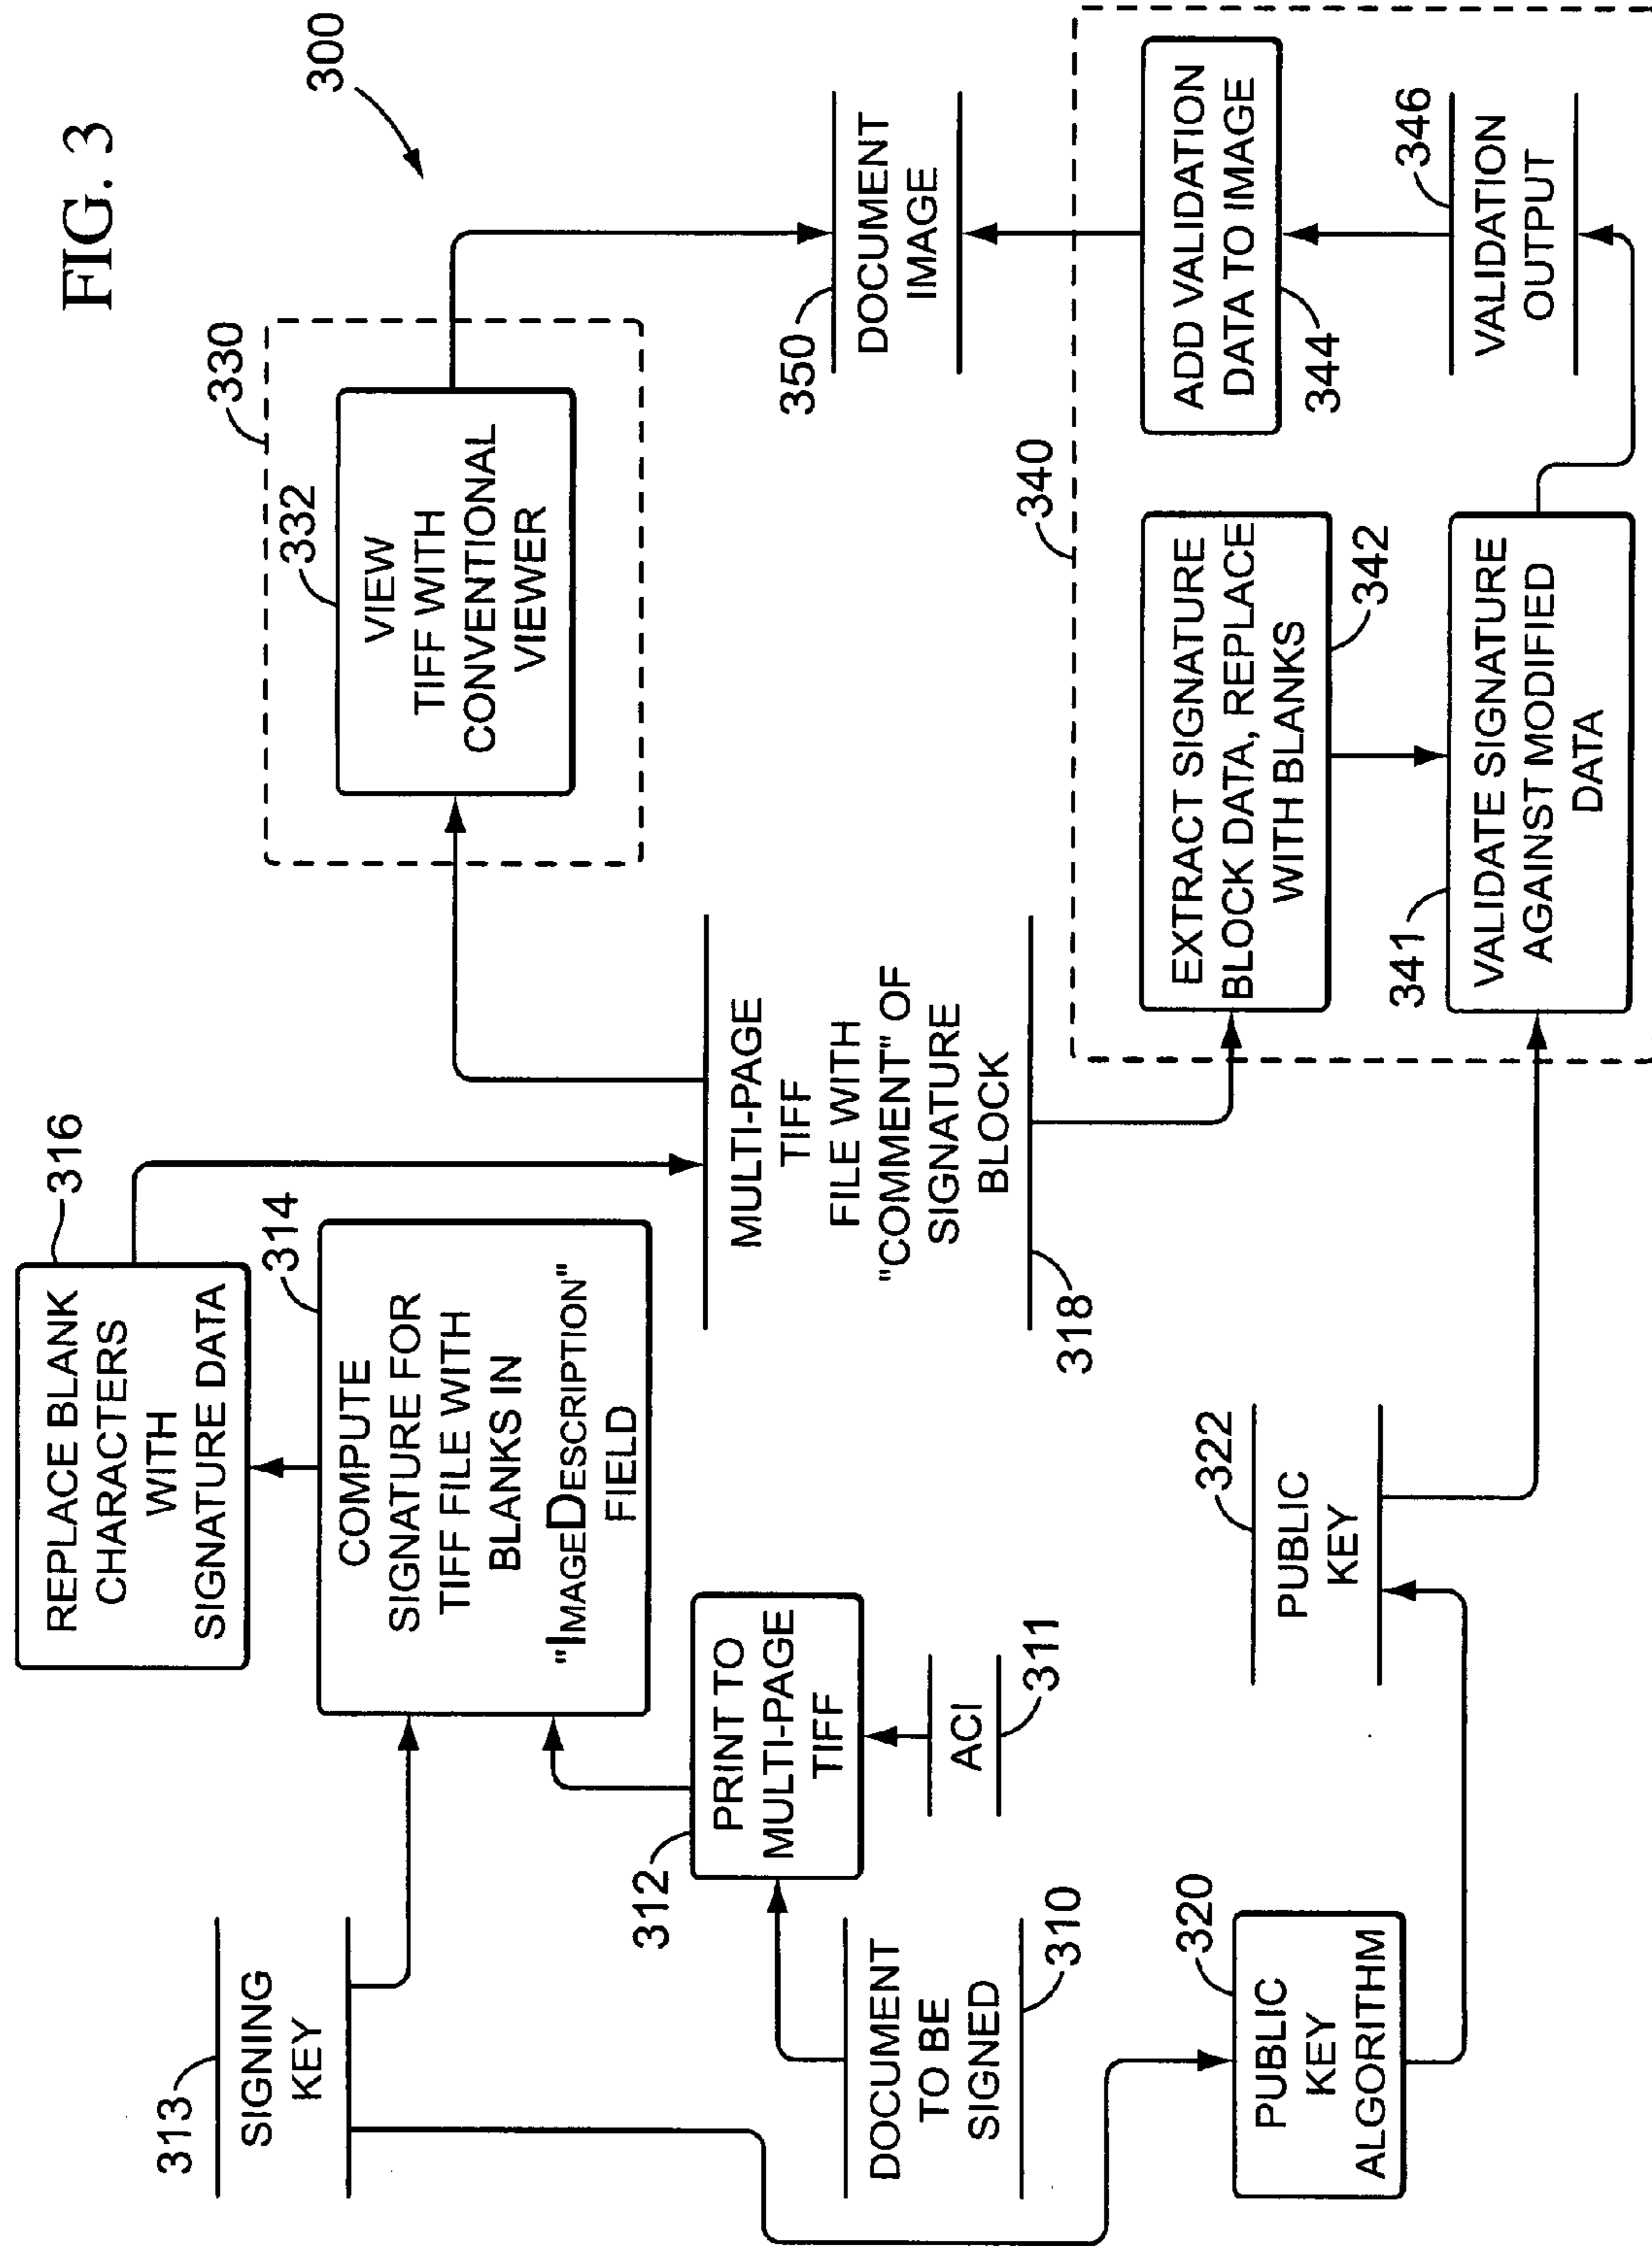 FIG. 3
300
313
SIGNING
KEY
REPLACE BLANK
CHARACTERS
WITH
SIGNATURE DATA
316
COMPUTE
SIGNATURE FOR
TIFF FILE WITH
BLANKS IN
"IMAGEDESCRIPTION"
FIELD
314
330
332
VIEW
TIFF WITH
CONVENTIONAL
VIEWER
312
PRINT TO
MULTI-PAGE
TIFF
ACI
311
DOCUMENT
TO BE
SIGNED
310
MULTI-PAGE
TIFF
FILE WITH
"COMMENT" OF
SIGNATURE
BLOCK
318
350
DOCUMENT
IMAGE
320
PUBLIC
KEY
ALGORITHM
322
PUBLIC
KEY
340
EXTRACT SIGNATURE
BLOCK DATA, REPLACE
WITH BLANKS
342
341
VALIDATE SIGNATURE
AGAINST MODIFIED
DATA
ADD VALIDATION
DATA TO IMAGE
344
346
VALIDATION
OUTPUT